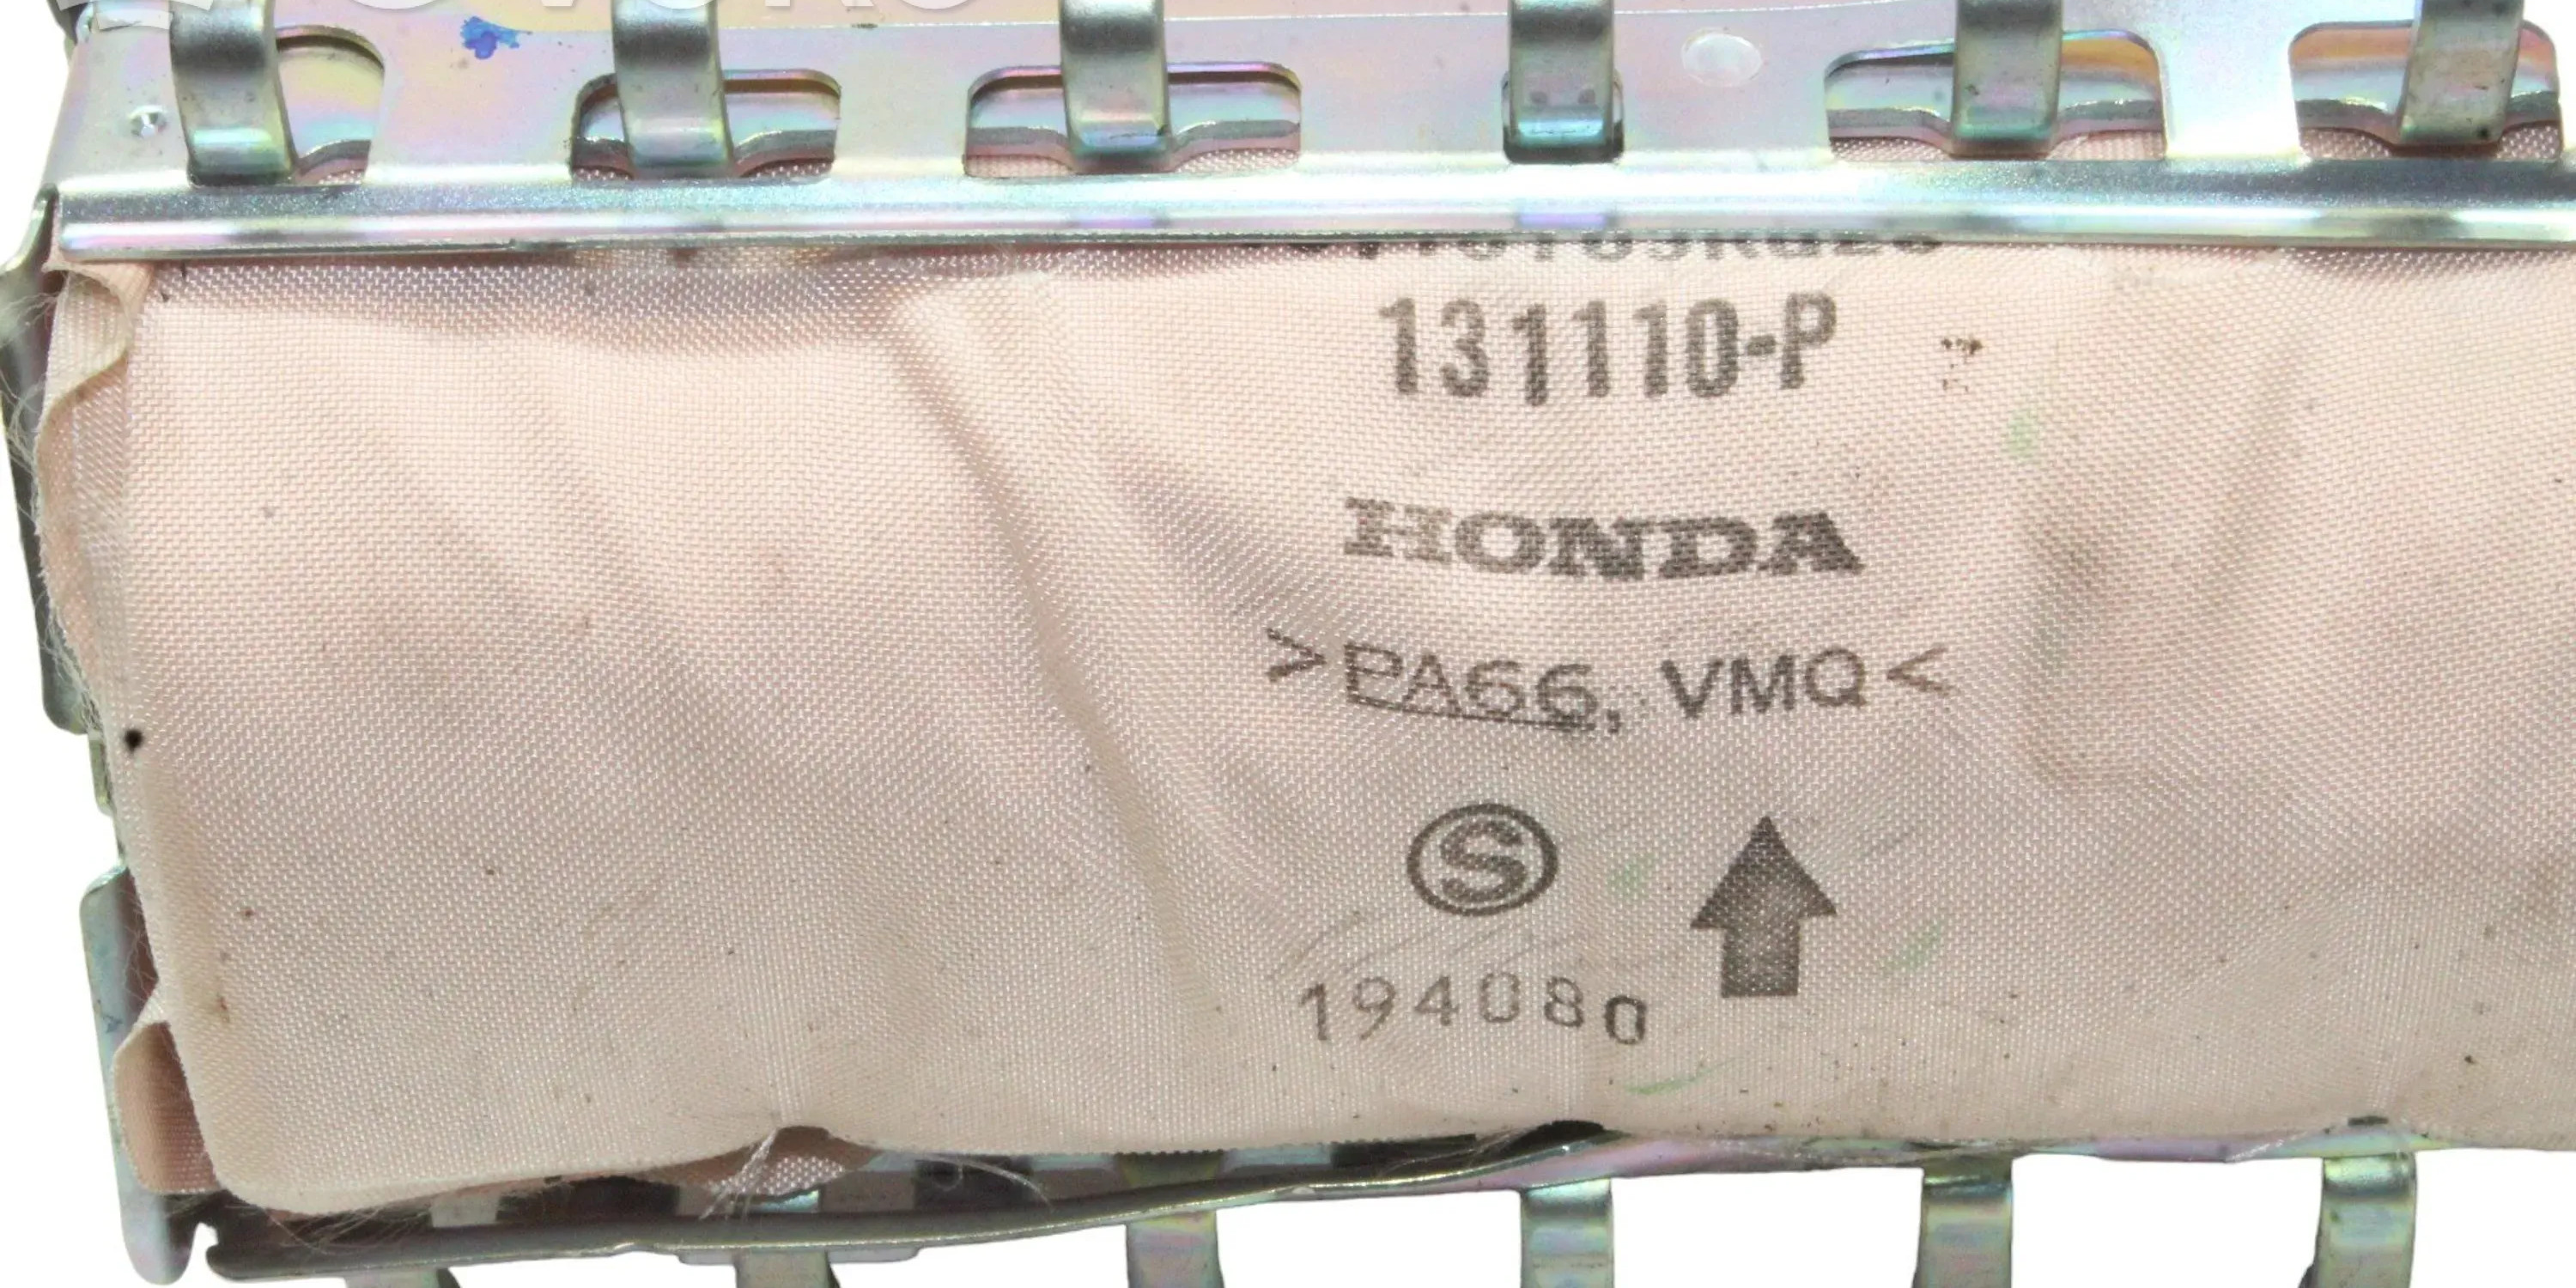 131110-P
HONDA
>PA66, VMQ<
S
194080